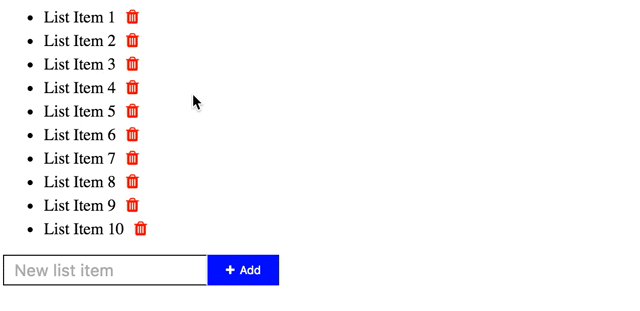 List Item 1
List Item 2
List Item 3
List Item 4
List Item 5
List Item 6
List Item 7
List Item 8
List Item 9
List Item 10
New list item
Add